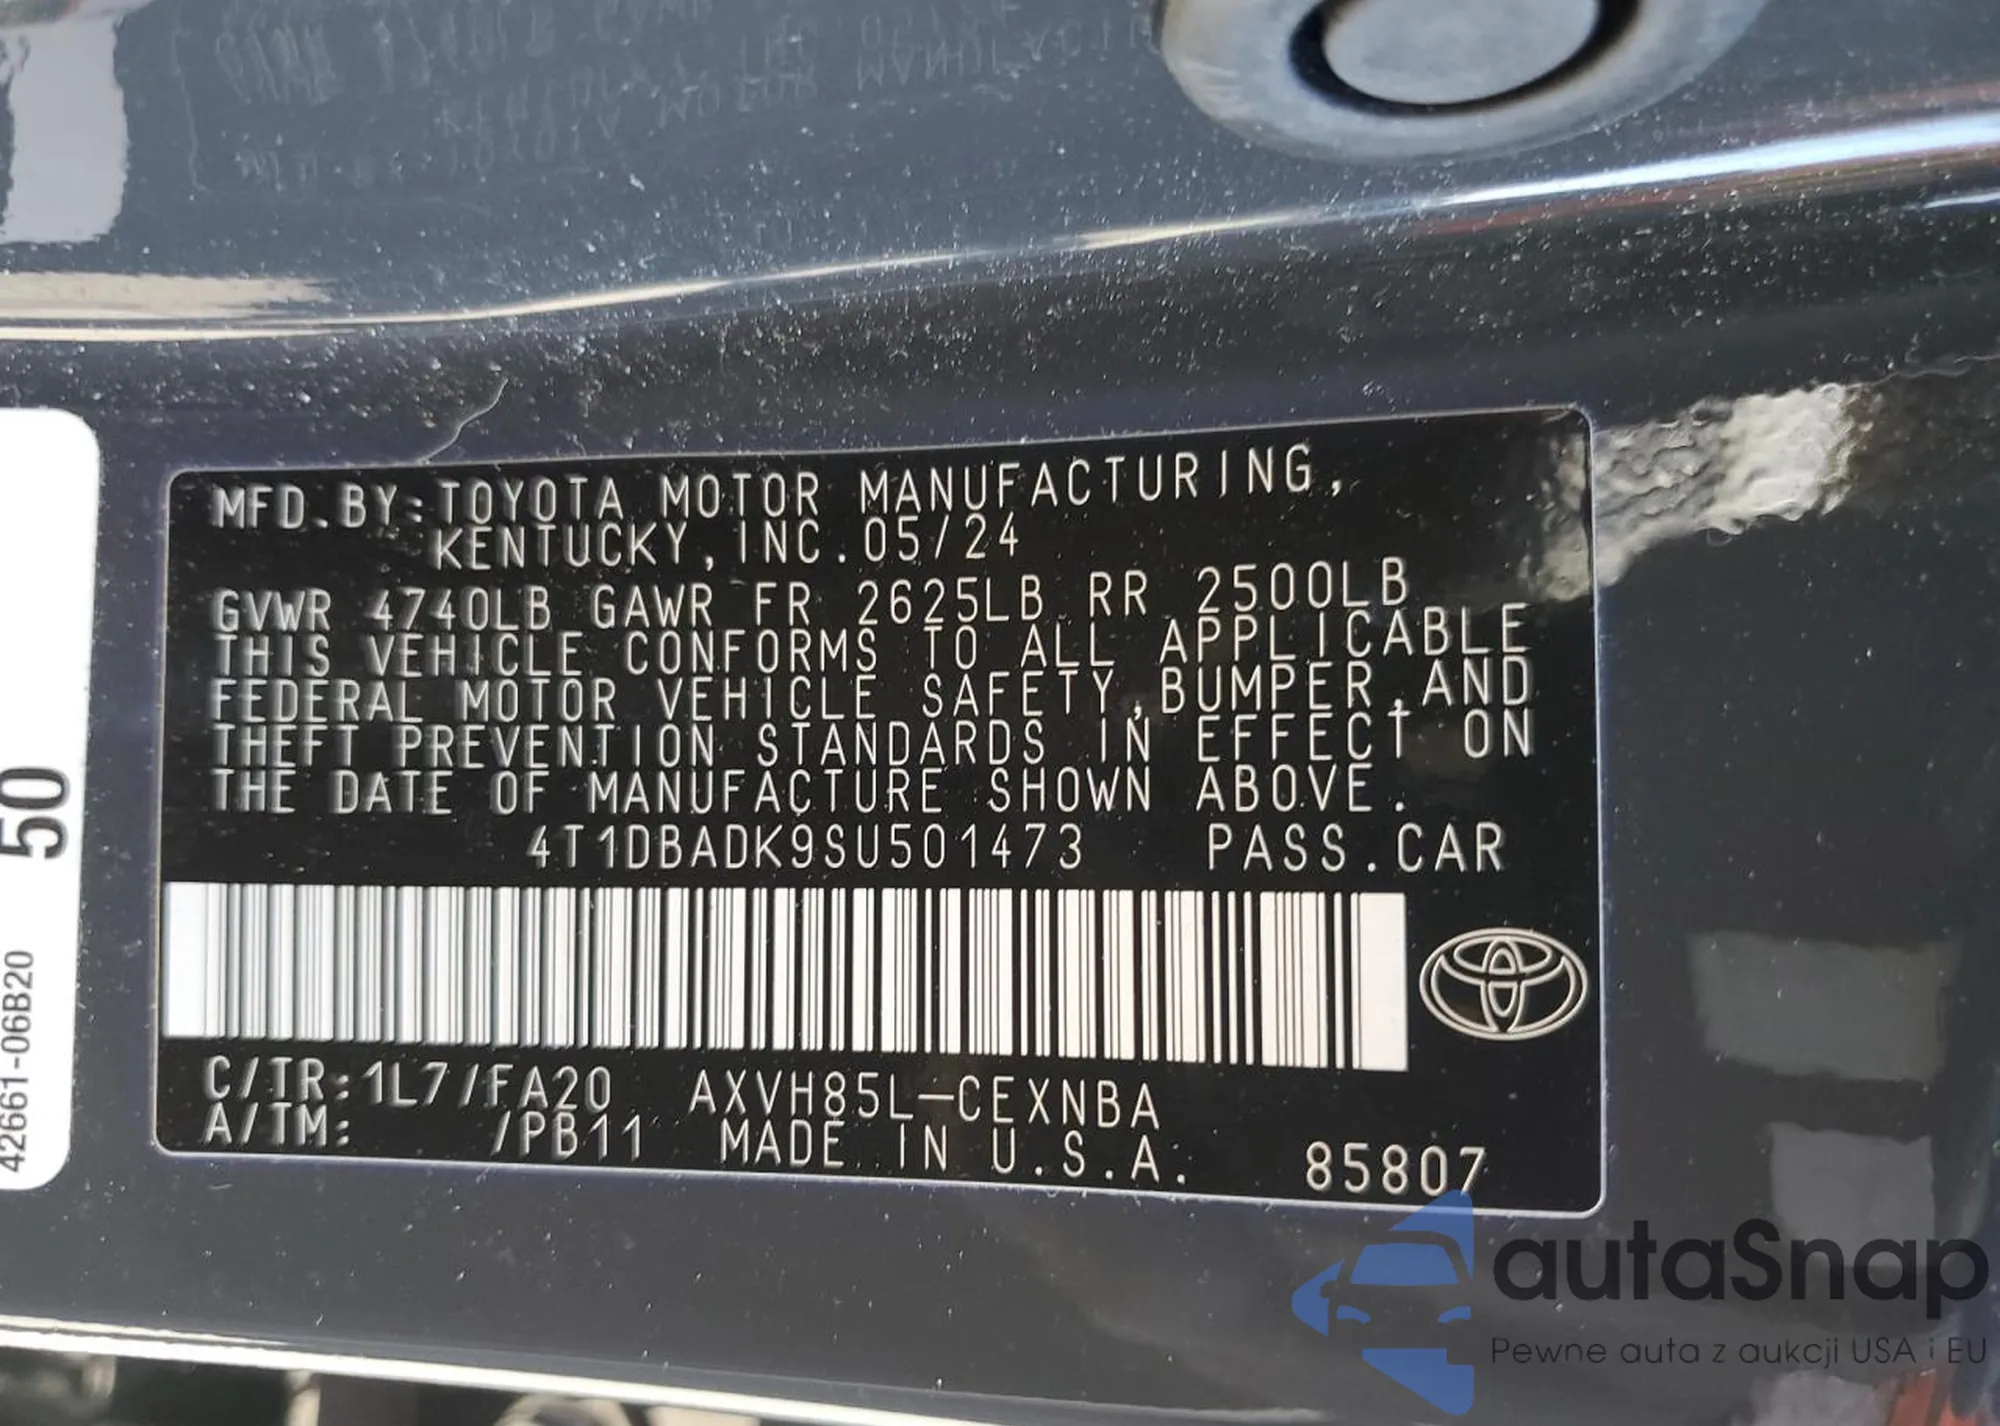 MFD.BY:TOYOTA MOTOR MANUFACTURING,
KENTUCKY,INC.05/24
GVWR 4740LB GAWR FR 2625LB RR 2500LB
THIS VEHICLE CONFORMS TO ALL APPLICABLE
FEDERAL MOTOR VEHICLE SAFETY,BUMPER,AND
THEFT PREVENTION STANDARDS IN EFFECT ON
THE DATE OF MANUFACTURE SHOWN ABOVE.
4T1DBADK9SU501473 PASS.CAR
C/TR:1L7/FA20 AXVH85L-CEXNBA
A/TM: /PB11 MADE IN U.S.A. 85807
50
42661-06B20
autaSnap
Pewne auta z aukcji USA i EU